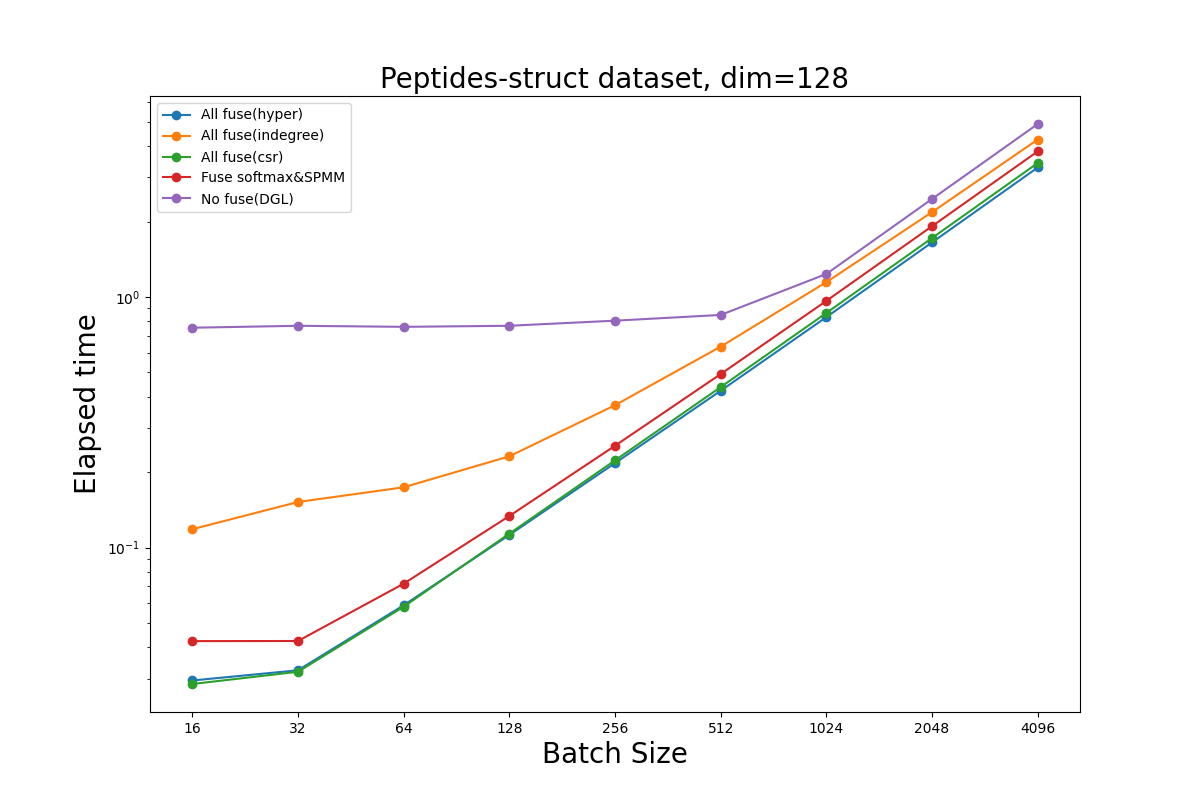 Peptides-struct dataset, dim=128
All fuse(hyper)
All fuse(indegree)
All fuse(csr)
Fuse softmax&SPMM
No fuse(DGL)
Elapsed time
10⁰
10⁻¹
16 32 64 128 256 512 1024 2048 4096
Batch Size